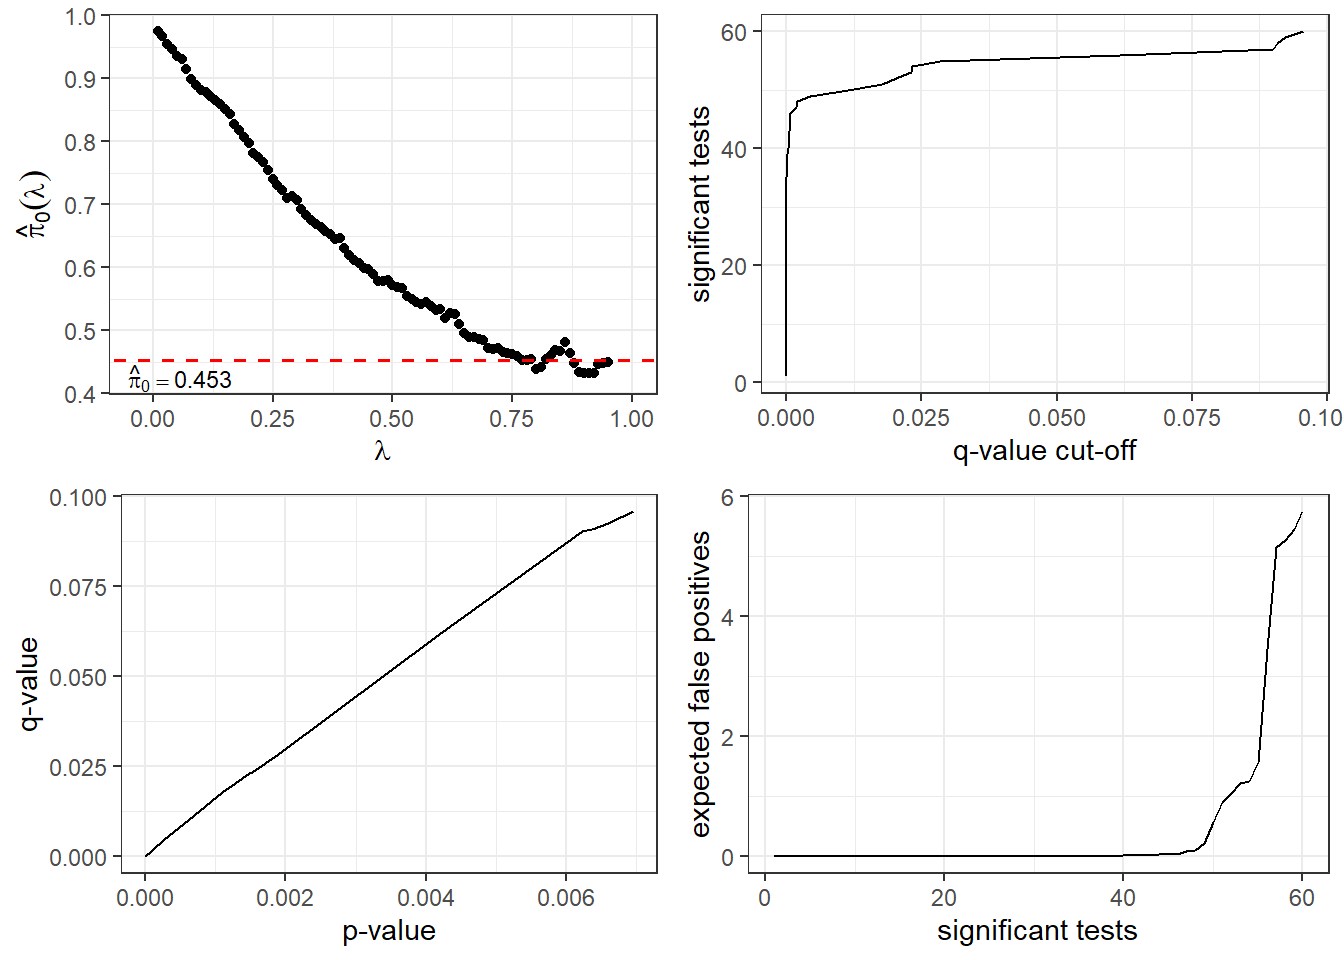 1.0
0.9
0.8
0.7
0.6
0.5
0.4
π̂₀(λ)
π̂₀ = 0.453
0.00 0.25 0.50 0.75 1.00
λ
60
40
20
0
significant tests
0.000 0.025 0.050 0.075 0.10
q-value cut-off
0.100
0.075
0.050
0.025
0.000
q-value
0.000 0.002 0.004 0.006
p-value
6
4
2
0
expected false positives
0 20 40 60
significant tests